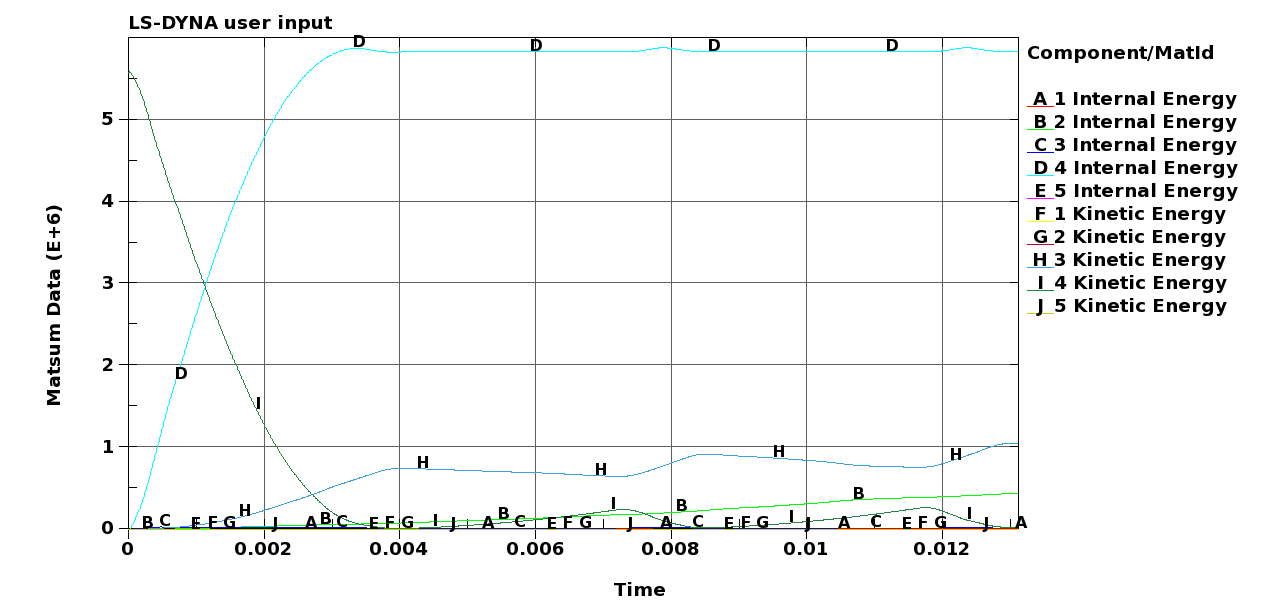 LS-DYNA user input
Component/MatId
A 1 Internal Energy
B 2 Internal Energy
C 3 Internal Energy
D 4 Internal Energy
E 5 Internal Energy
F 1 Kinetic Energy
G 2 Kinetic Energy
H 3 Kinetic Energy
I 4 Kinetic Energy
J 5 Kinetic Energy
Matsum Data (E+6)
5
4
3
2
1
0
D D D D
D
I
H H H H H
B C E F G J A B C E F G I J A B C E F G I J A B C E F G I J A B C E F G I J A
0 0.002 0.004 0.006 0.008 0.01 0.012
Time